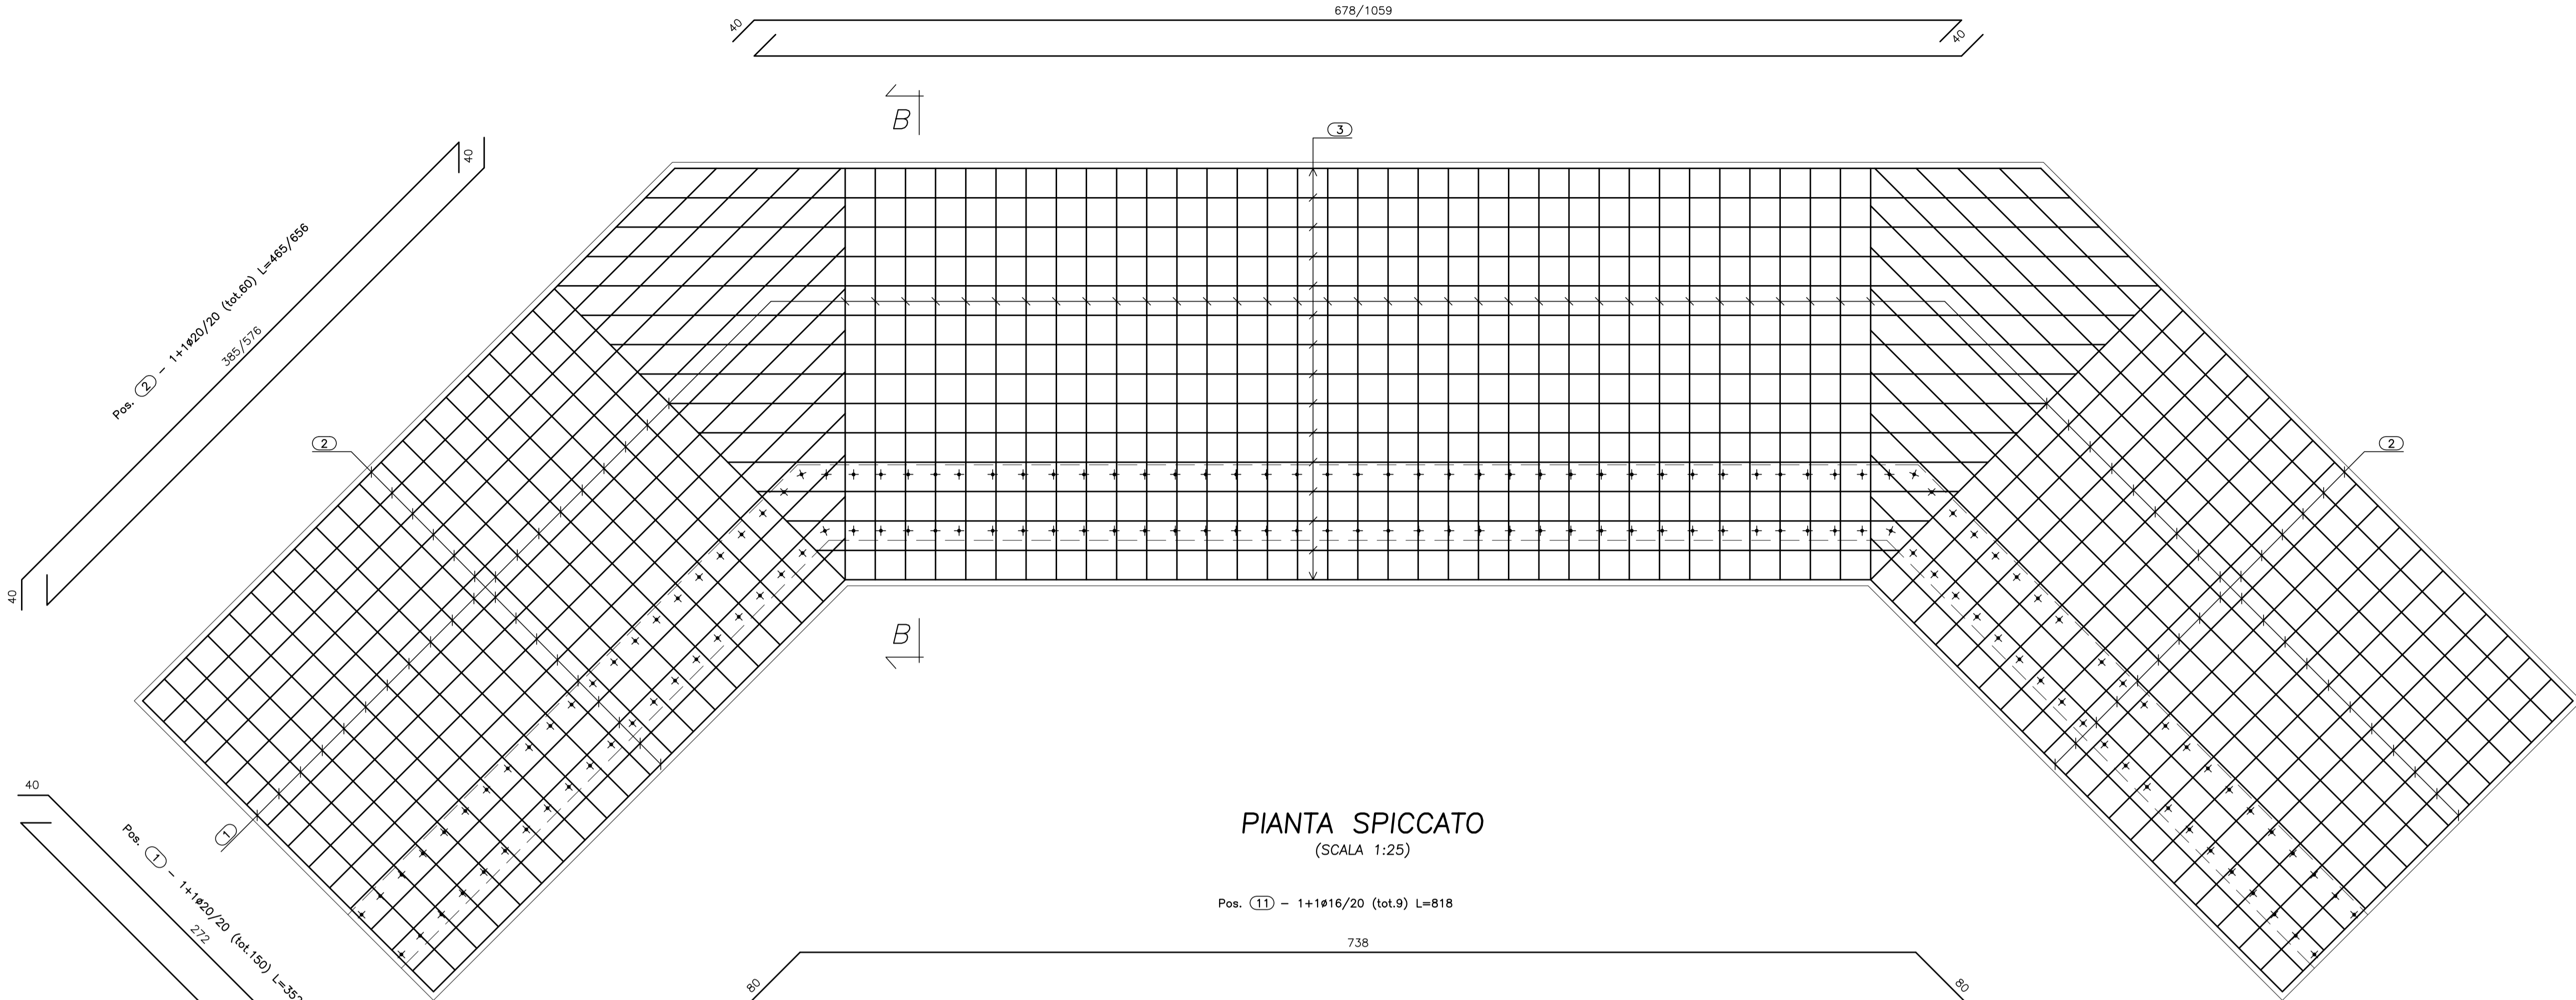 678/1059
40
40
B
3
40
Pos. 2 - 1+1ø20/20 (tot.60) L=465/656
385/576
2
2
40
B
40
1
Pos. 1 - 1+1ø20/20 (tot.150) L=352
272
PIANTA SPICCATO
(SCALA 1:25)
Pos. 11 - 1+1ø16/20 (tot.9) L=818
738
80
80